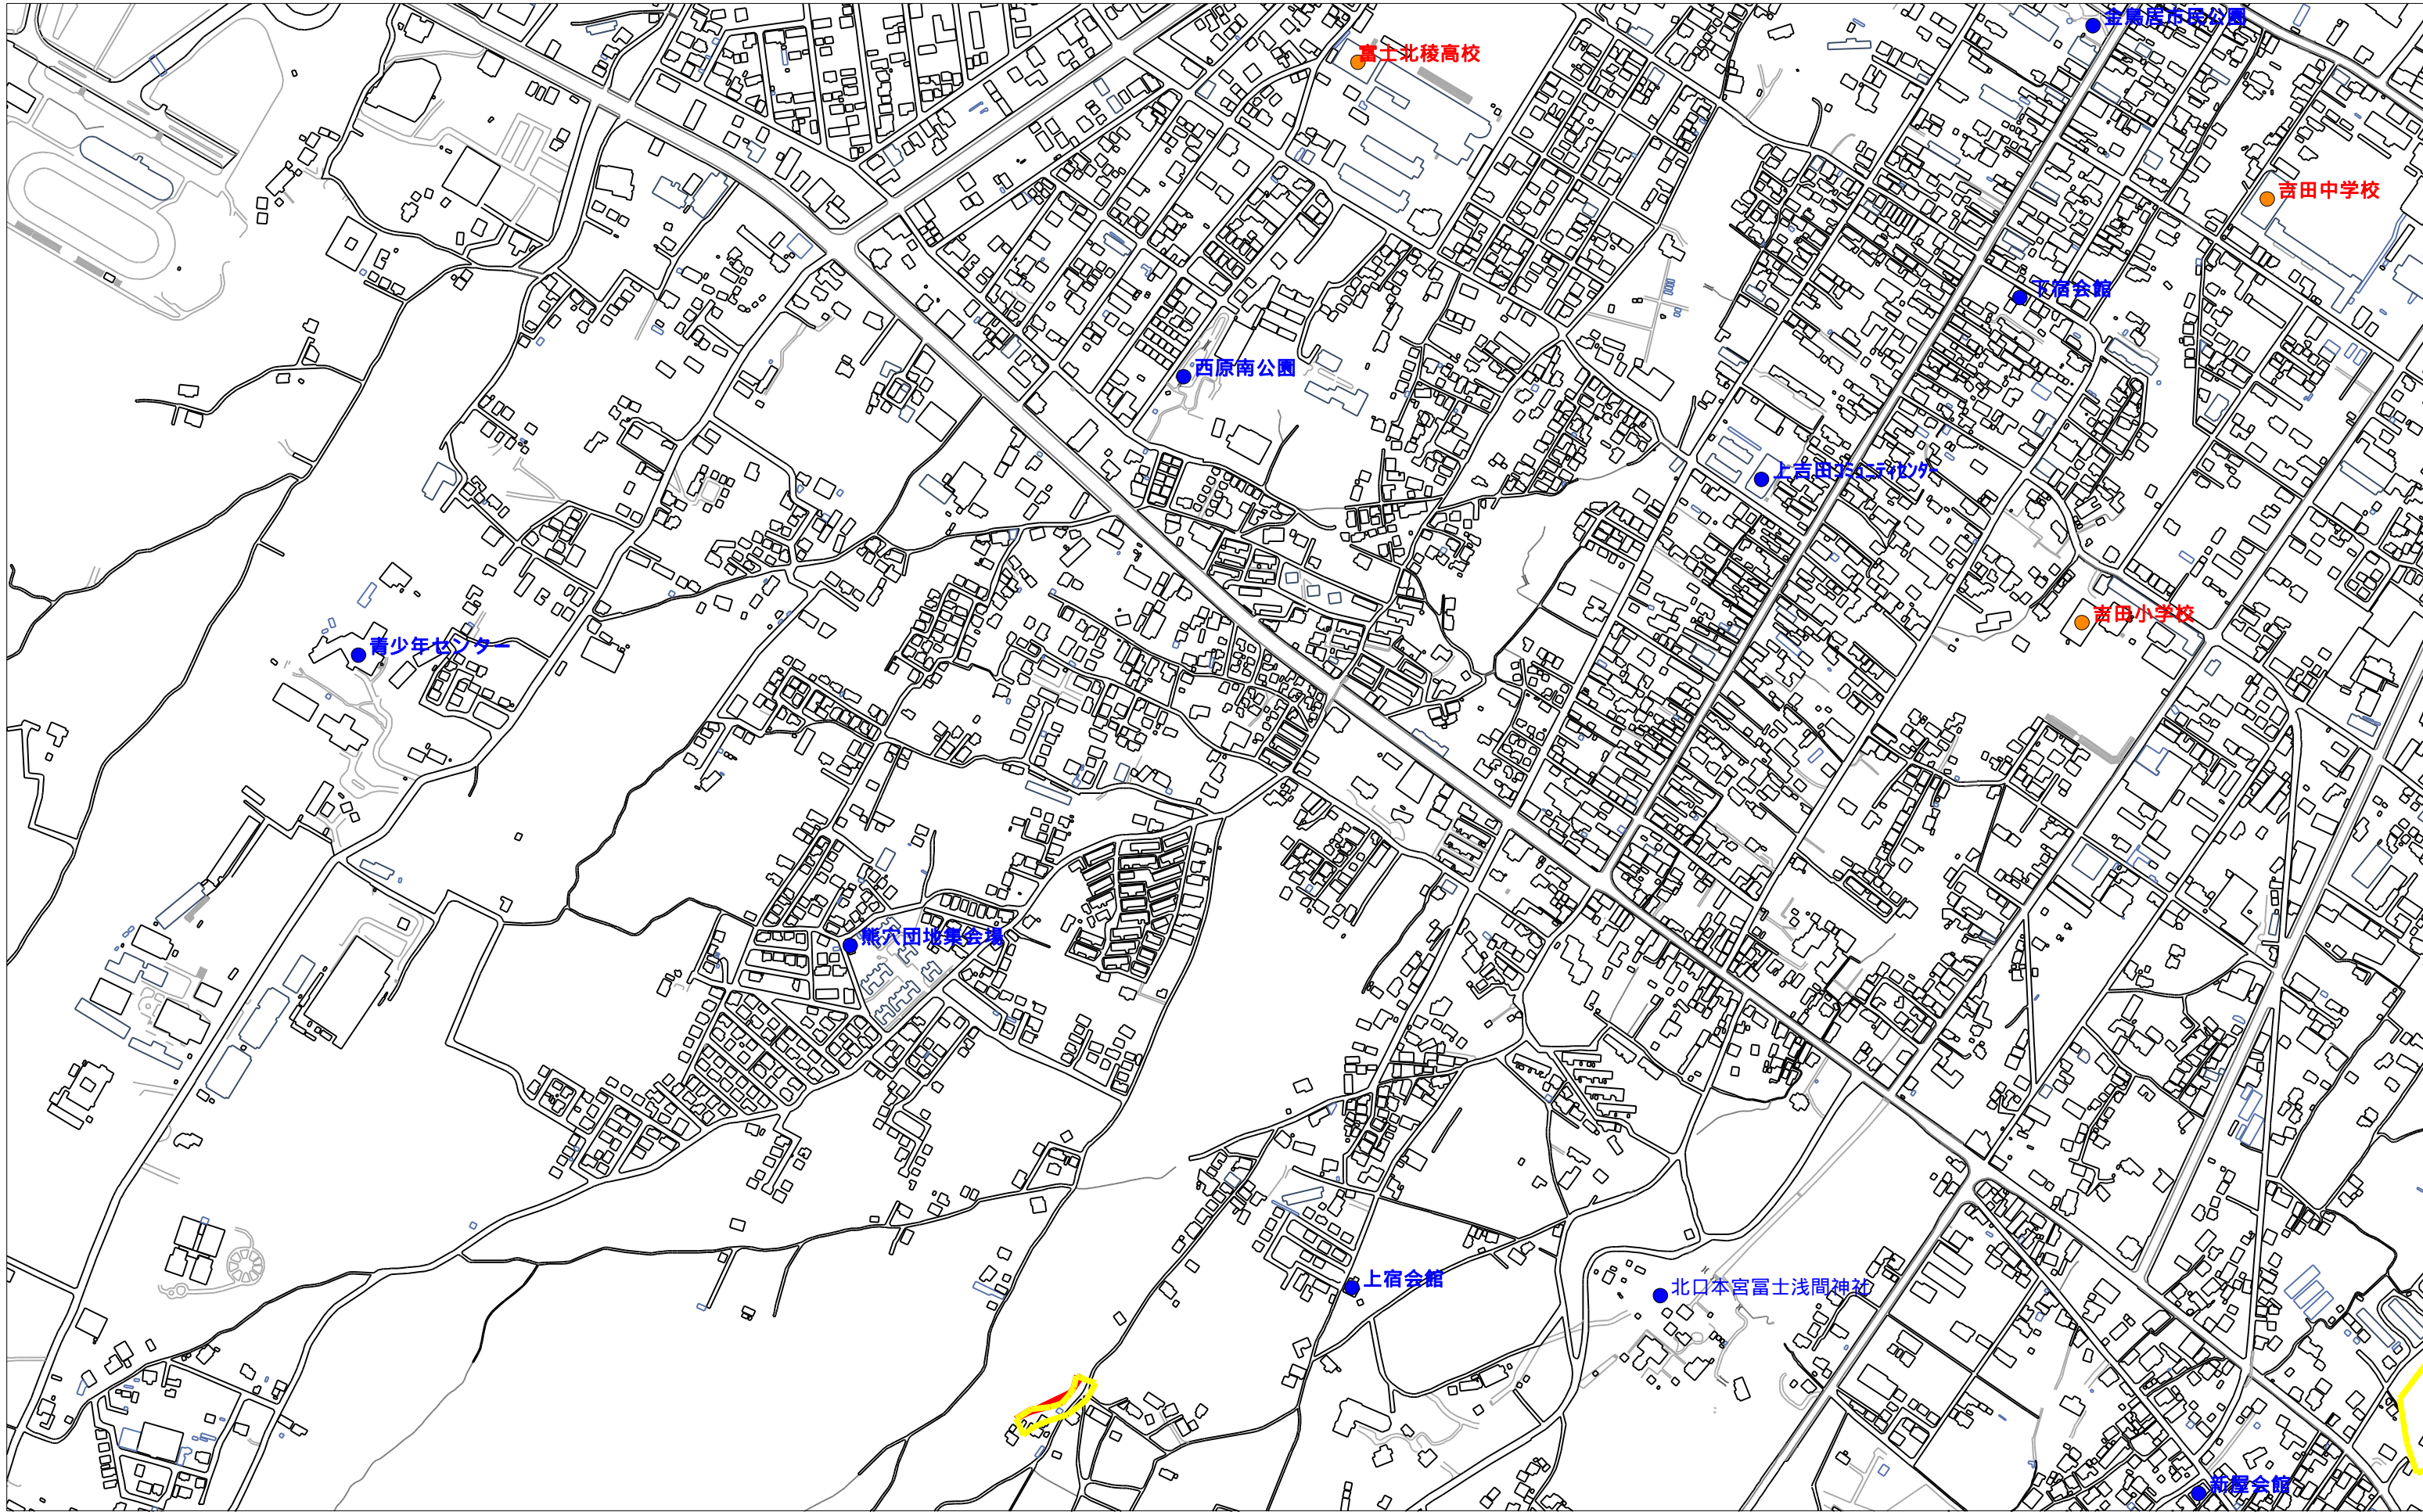 金鳥居市民公園
富士北稜高校
吉田中学校
下宿会館
西原南公園
上吉田ｺﾐｭﾆﾃｨｾﾝﾀｰ
吉田小学校
青少年センター
熊穴団地集会場
上宿会館
北口本宮冨士浅間神社
新屋会館